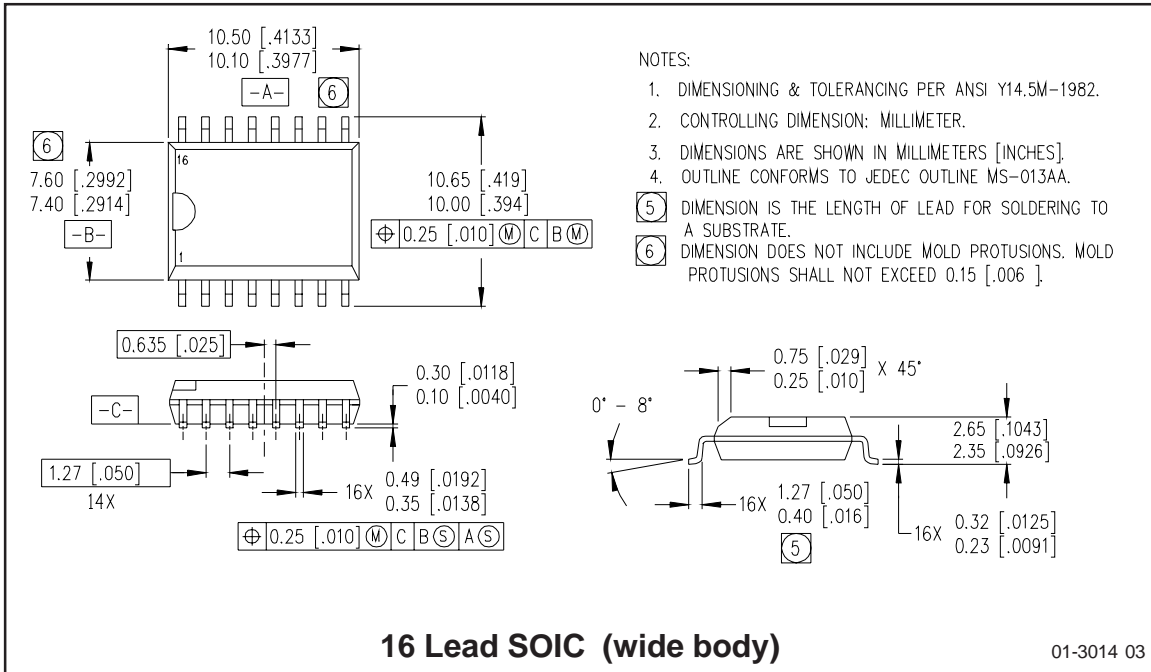 10.50 [.4133]
10.10 [.3977]
-A-
6
6
7.60 [.2992]
7.40 [.2914]
-B-
16
1
10.65 [.419]
10.00 [.394]
⌖ 0.25 [.010] Ⓜ C B Ⓜ
NOTES:
1. DIMENSIONING & TOLERANCING PER ANSI Y14.5M-1982.
2. CONTROLLING DIMENSION: MILLIMETER.
3. DIMENSIONS ARE SHOWN IN MILLIMETERS [INCHES].
4. OUTLINE CONFORMS TO JEDEC OUTLINE MS-013AA.
5 DIMENSION IS THE LENGTH OF LEAD FOR SOLDERING TO
A SUBSTRATE.
6 DIMENSION DOES NOT INCLUDE MOLD PROTUSIONS. MOLD
PROTUSIONS SHALL NOT EXCEED 0.15 [.006 ].
0.635 [.025]
-C-
0.30 [.0118]
0.10 [.0040]
1.27 [.050]
14X
16X 0.49 [.0192]
0.35 [.0138]
⌖ 0.25 [.010] Ⓜ C B Ⓢ A Ⓢ
0° - 8°
0.75 [.029]
0.25 [.010]
X 45°
2.65 [.1043]
2.35 [.0926]
16X 1.27 [.050]
0.40 [.016]
5
16X 0.32 [.0125]
0.23 [.0091]
16 Lead SOIC (wide body)
01-3014 03